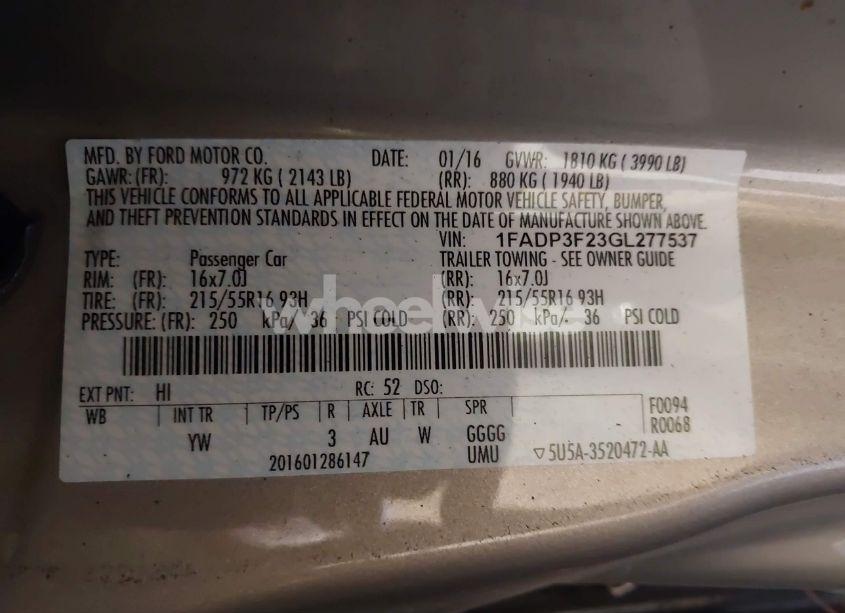 MFD. BY FORD MOTOR CO. DATE: 01/16 GVWR: 1810 KG ( 3990 LB)
GAWR: (FR): 972 KG ( 2143 LB) (RR): 880 KG ( 1940 LB)
THIS VEHICLE CONFORMS TO ALL APPLICABLE FEDERAL MOTOR VEHICLE SAFETY, BUMPER,
AND THEFT PREVENTION STANDARDS IN EFFECT ON THE DATE OF MANUFACTURE SHOWN ABOVE.
VIN: 1FADP3F23GL277537
TYPE: Passenger Car TRAILER TOWING - SEE OWNER GUIDE
RIM: (FR): 16x7.0J (RR): 16x7.0J
TIRE: (FR): 215/55R16 93H (RR): 215/55R16 93H
wheelwise
PRESSURE: (FR): 250 kPa/ 36 PSI COLD (RR): 250 kPa/ 36 PSI COLD
EXT PNT: HI RC: 52 DSO:
WB INT TR TP/PS R AXLE TR SPR F0094
YW 3 AU W GGGG R0068
201601286147 UMU ▽5U5A-3520472-AA